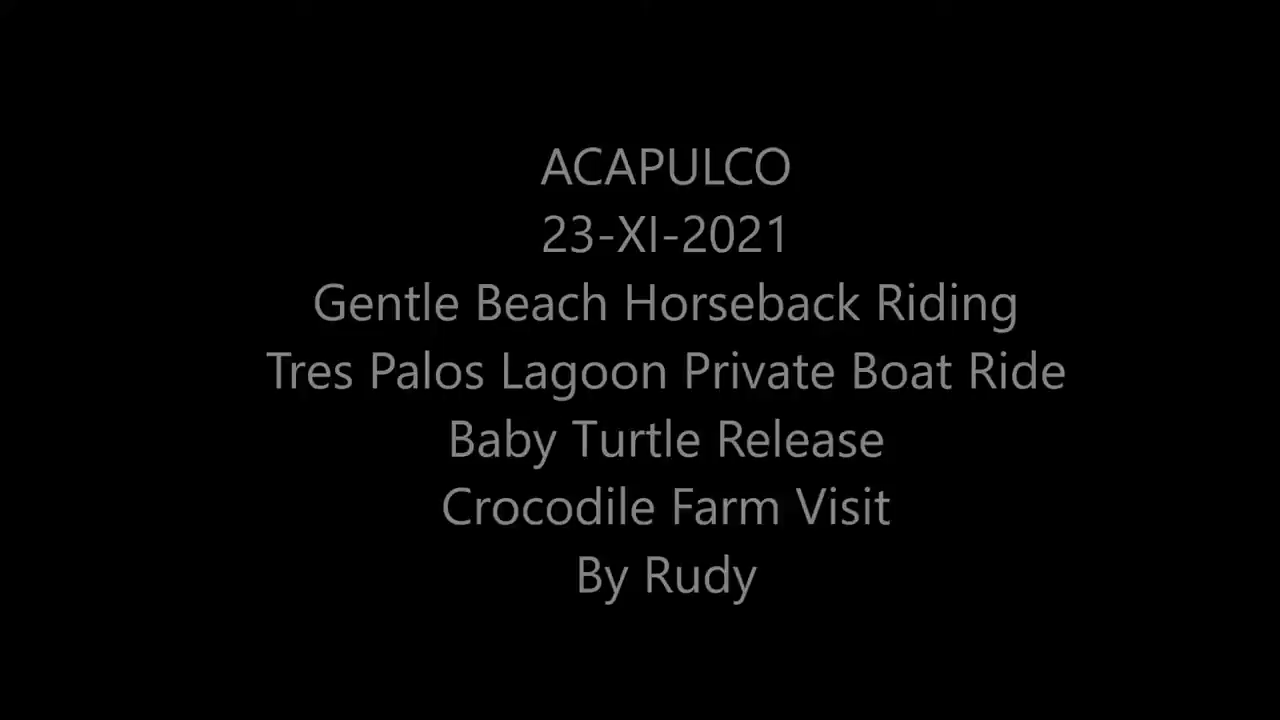 ACAPULCO
23-XI-2021
Gentle Beach Horseback Riding
Tres Palos Lagoon Private Boat Ride
Baby Turtle Release
Crocodile Farm Visit
By Rudy